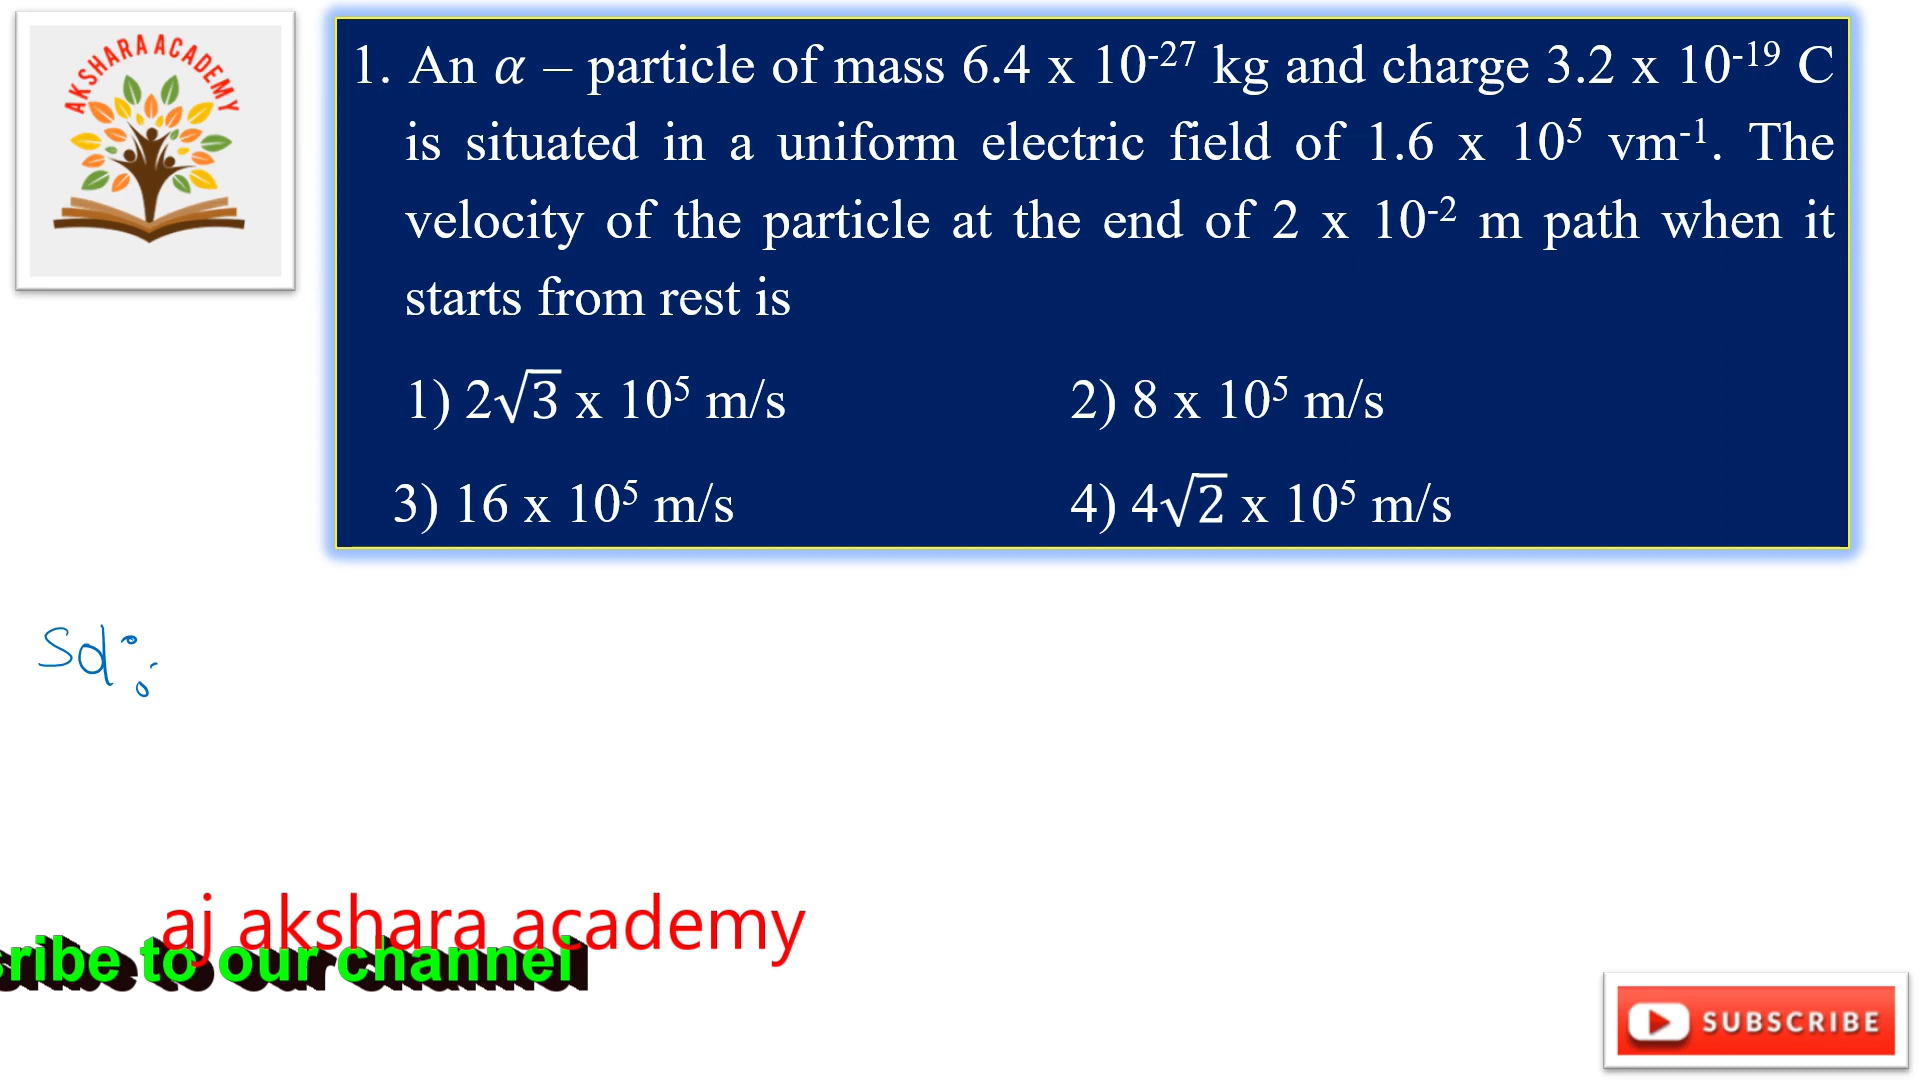 AKSHARA ACADEMY
1. An α – particle of mass 6.4 x 10⁻²⁷ kg and charge 3.2 x 10⁻¹⁹ C
is situated in a uniform electric field of 1.6 x 10⁵ vm⁻¹. The
velocity of the particle at the end of 2 x 10⁻² m path when it
starts from rest is
1) 2√3 x 10⁵ m/s 2) 8 x 10⁵ m/s
3) 16 x 10⁵ m/s 4) 4√2 x 10⁵ m/s
Sol:
aj akshara academy
ribe to our channel
SUBSCRIBE